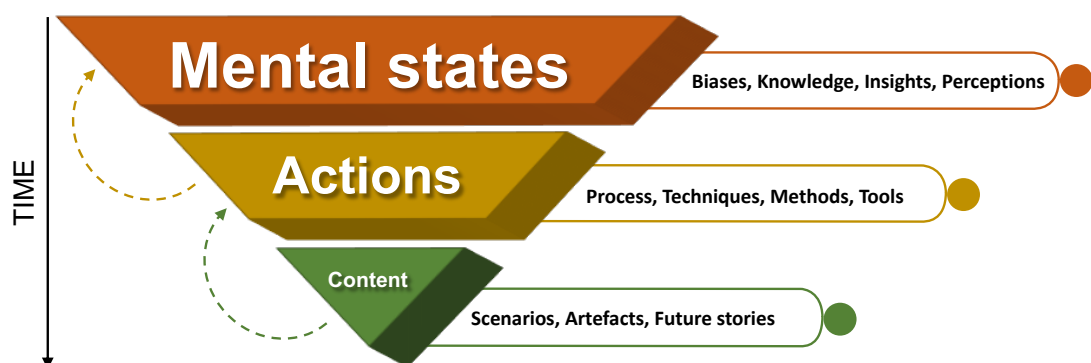 Mental states
Biases, Knowledge, Insights, Perceptions
TIME
Actions
Process, Techniques, Methods, Tools
Content
Scenarios, Artefacts, Future stories